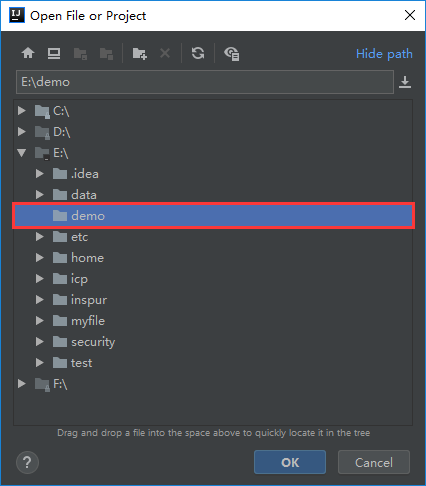 IJ Open File or Project
Hide path
E:\demo
C:\
D:\
E:\
.idea
data
demo
etc
home
icp
inspur
myfile
security
test
F:\
Drag and drop a file into the space above to quickly locate it in the tree
? OK Cancel